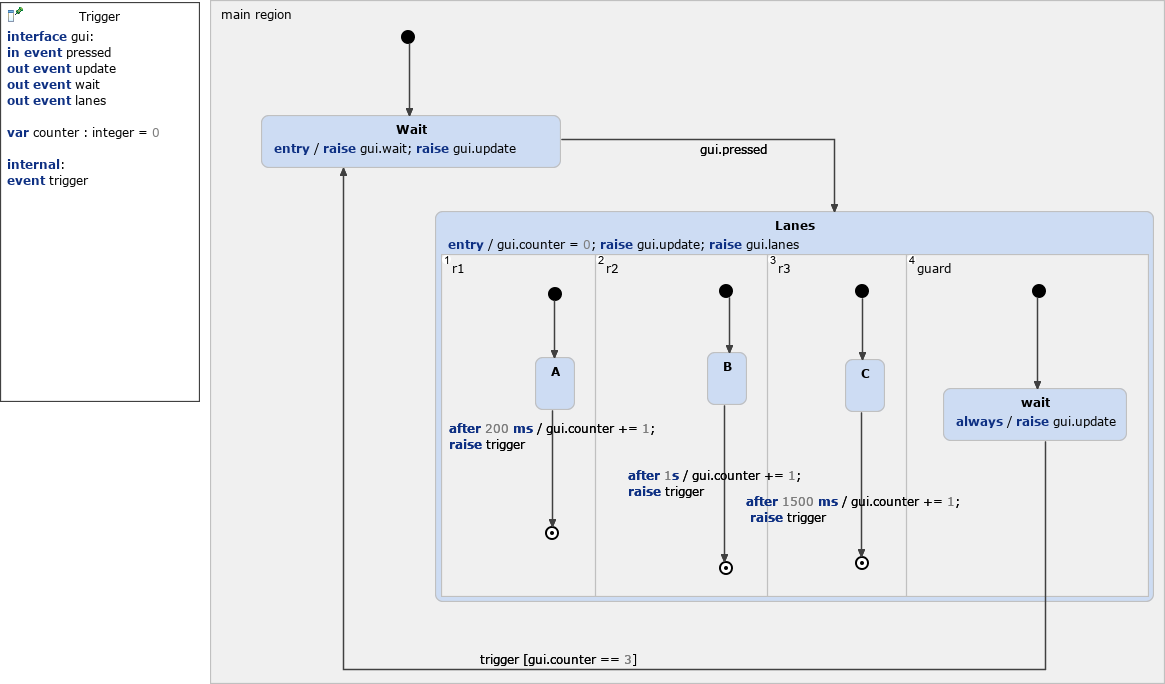 Trigger
interface gui:
in event pressed
out event update
out event wait
out event lanes
var counter : integer = 0
internal:
event trigger
main region
Wait
entry / raise gui.wait; raise gui.update
gui.pressed
Lanes
entry / gui.counter = 0; raise gui.update; raise gui.lanes
1 r1
2 r2
3 r3
4 guard
A
B
C
wait
always / raise gui.update
after 200 ms / gui.counter += 1;
raise trigger
after 1s / gui.counter += 1;
raise trigger
after 1500 ms / gui.counter += 1;
raise trigger
trigger [gui.counter == 3]